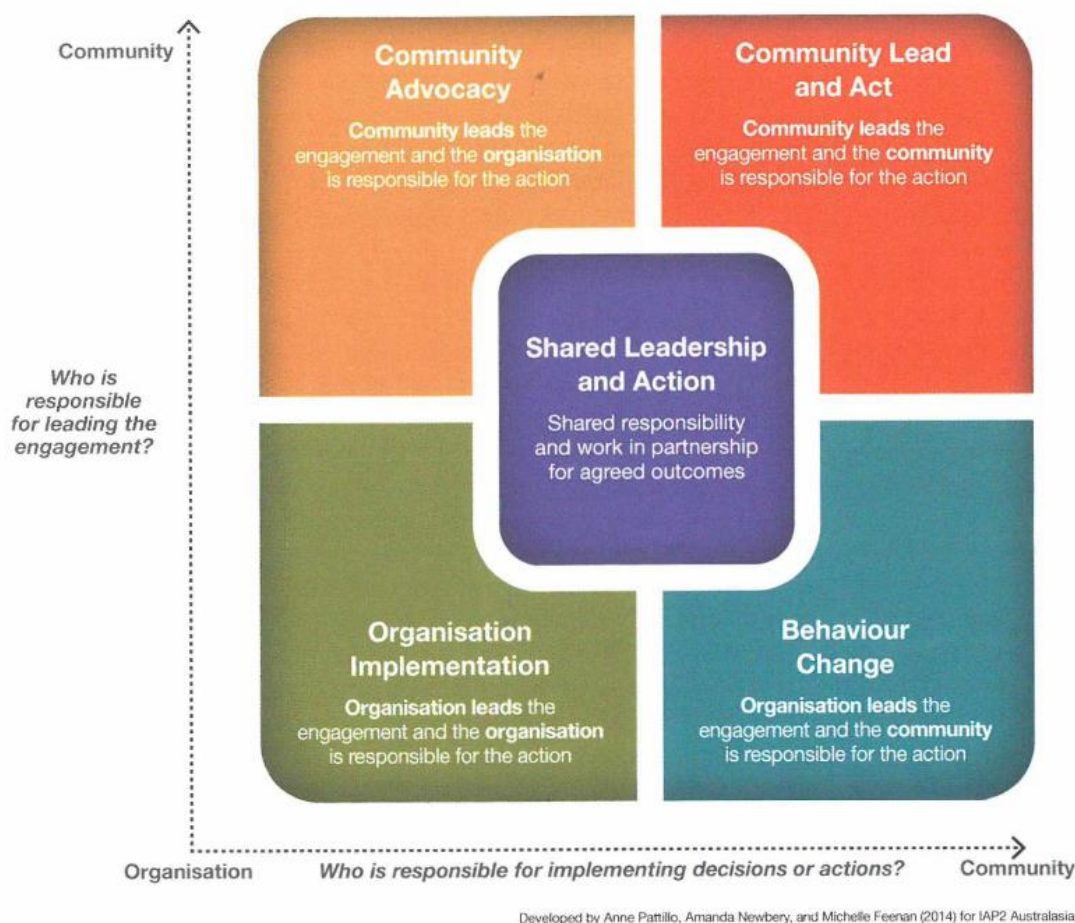 Community
Community
Advocacy
Community leads the
engagement and the organisation
is responsible for the action
Community Lead
and Act
Community leads the
engagement and the community
is responsible for the action
Who is
responsible
for leading the
engagement?
Shared Leadership
and Action
Shared responsibility
and work in partnership
for agreed outcomes
Organisation
Implementation
Organisation leads the
engagement and the organisation
is responsible for the action
Behaviour
Change
Organisation leads the
engagement and the community
is responsible for the action
Organisation
Who is responsible for implementing decisions or actions?
Community
Developed by Anne Pattillo, Amanda Newbery, and Michelle Feenan (2014) for IAP2 Australasia